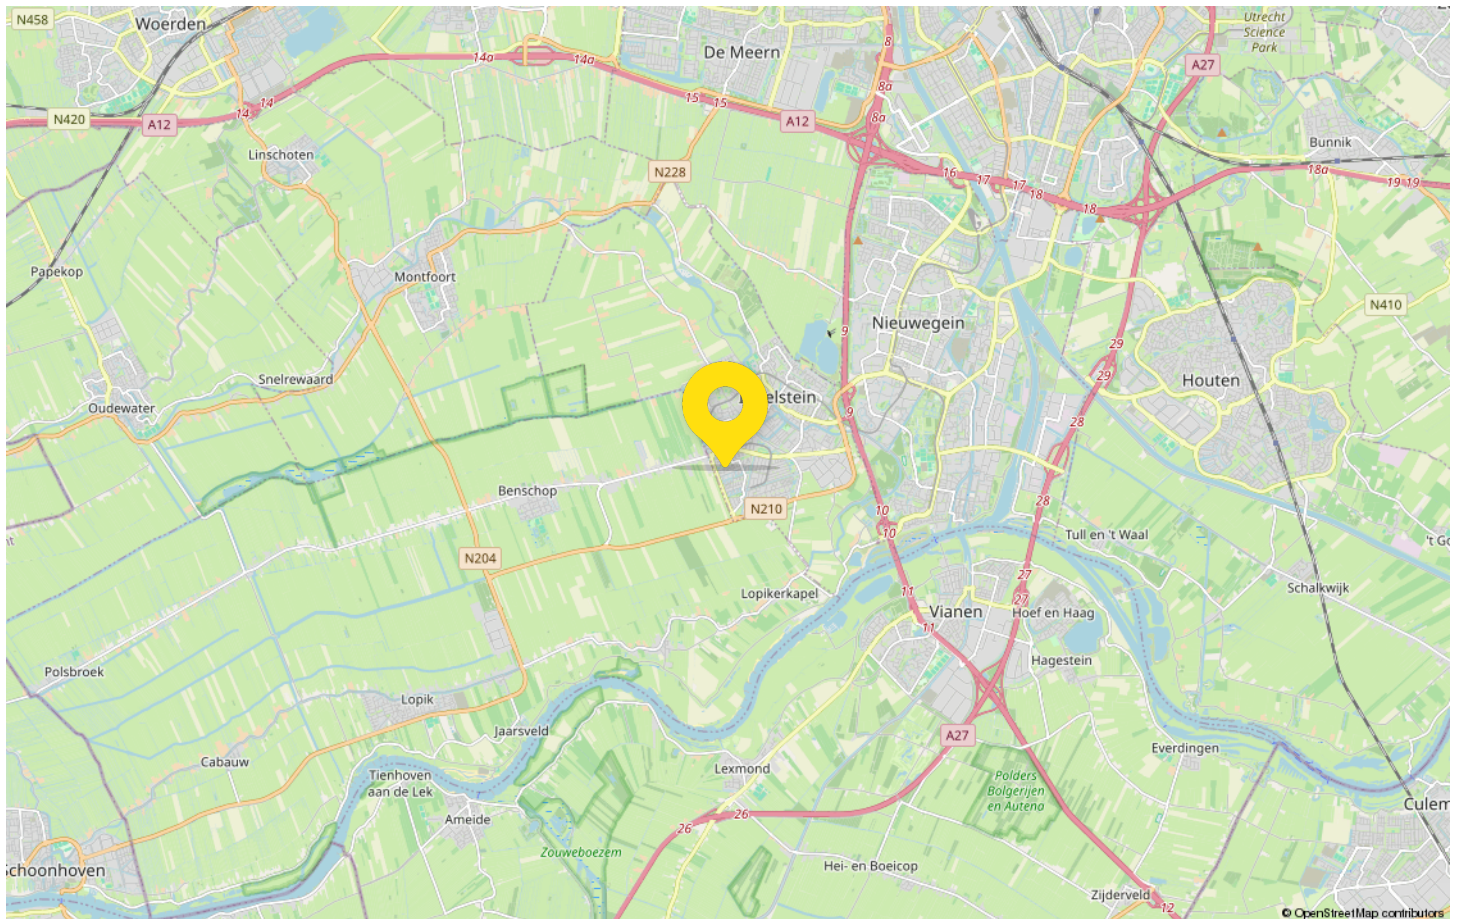 N458
Woerden
Utrecht
Science
Park
8
De Meern
14a
14a
A27
8a
15
15
14
14
N420
A12
A12
8a
Bunnik
Linschoten
N228
16
17
17
18
18
18a
19
19
Papekop
Montfoort
N410
Nieuwegein
9
29
29
Snelrewaard
Houten
Oudewater
elstein
9
28
Benschop
28
N210
10
10
Tull en 't Waal
N204
27
Schalkwijk
Lopikerkapel
11
27
Vianen
Hoef en Haag
11
Hagestein
Polsbroek
Lopik
Jaarsveld
A27
Everdingen
Cabauw
Tienhoven
aan de Lek
Lexmond
Polders
Bolgerijen
en Autena
Culem
Ameide
26
26
Zouweboezem
Schoonhoven
Hei- en Boeicop
Zijderveld
12
© OpenStreetMap contributors